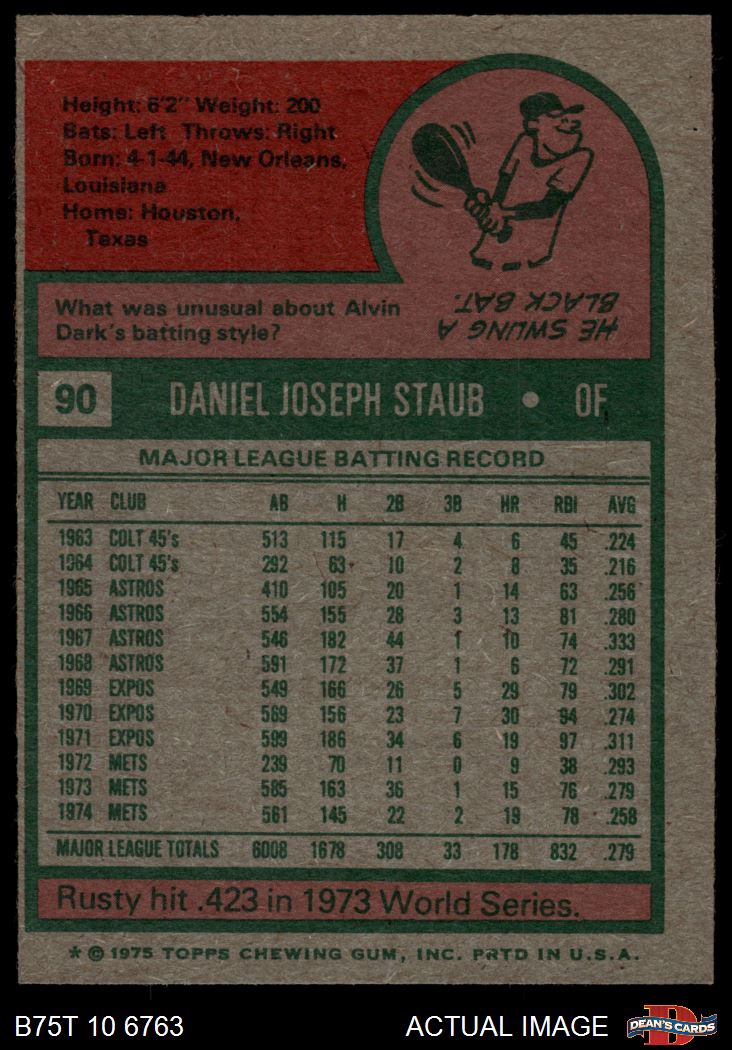 Height: 6'2" Weight: 200
Bats: Left Throws: Right
Born: 4-1-44, New Orleans,
Louisiana
Home: Houston,
Texas
What was unusual about Alvin
Dark's batting style?
HE SWUNG A
BLACK BAT.
90 DANIEL JOSEPH STAUB • OF
MAJOR LEAGUE BATTING RECORD
YEAR CLUB AB H 2B 3B HR RBI AVG
1963 COLT 45's 513 115 17 4 6 45 .224
1964 COLT 45's 292 63 10 2 8 35 .216
1965 ASTROS 410 105 20 1 14 63 .256
1966 ASTROS 554 155 28 3 13 81 .280
1967 ASTROS 546 182 44 1 10 74 .333
1968 ASTROS 591 172 37 1 6 72 .291
1969 EXPOS 549 166 26 5 29 79 .302
1970 EXPOS 569 156 23 7 30 94 .274
1971 EXPOS 599 186 34 6 19 97 .311
1972 METS 239 70 11 0 9 38 .293
1973 METS 585 163 36 1 15 76 .279
1974 METS 561 145 22 2 19 78 .258
MAJOR LEAGUE TOTALS 6008 1678 308 33 178 832 .279
Rusty hit .423 in 1973 World Series.
* © 1975 TOPPS CHEWING GUM, INC. PRTD IN U.S.A.
B75T 10 6763 ACTUAL IMAGE DEAN'S CARDS